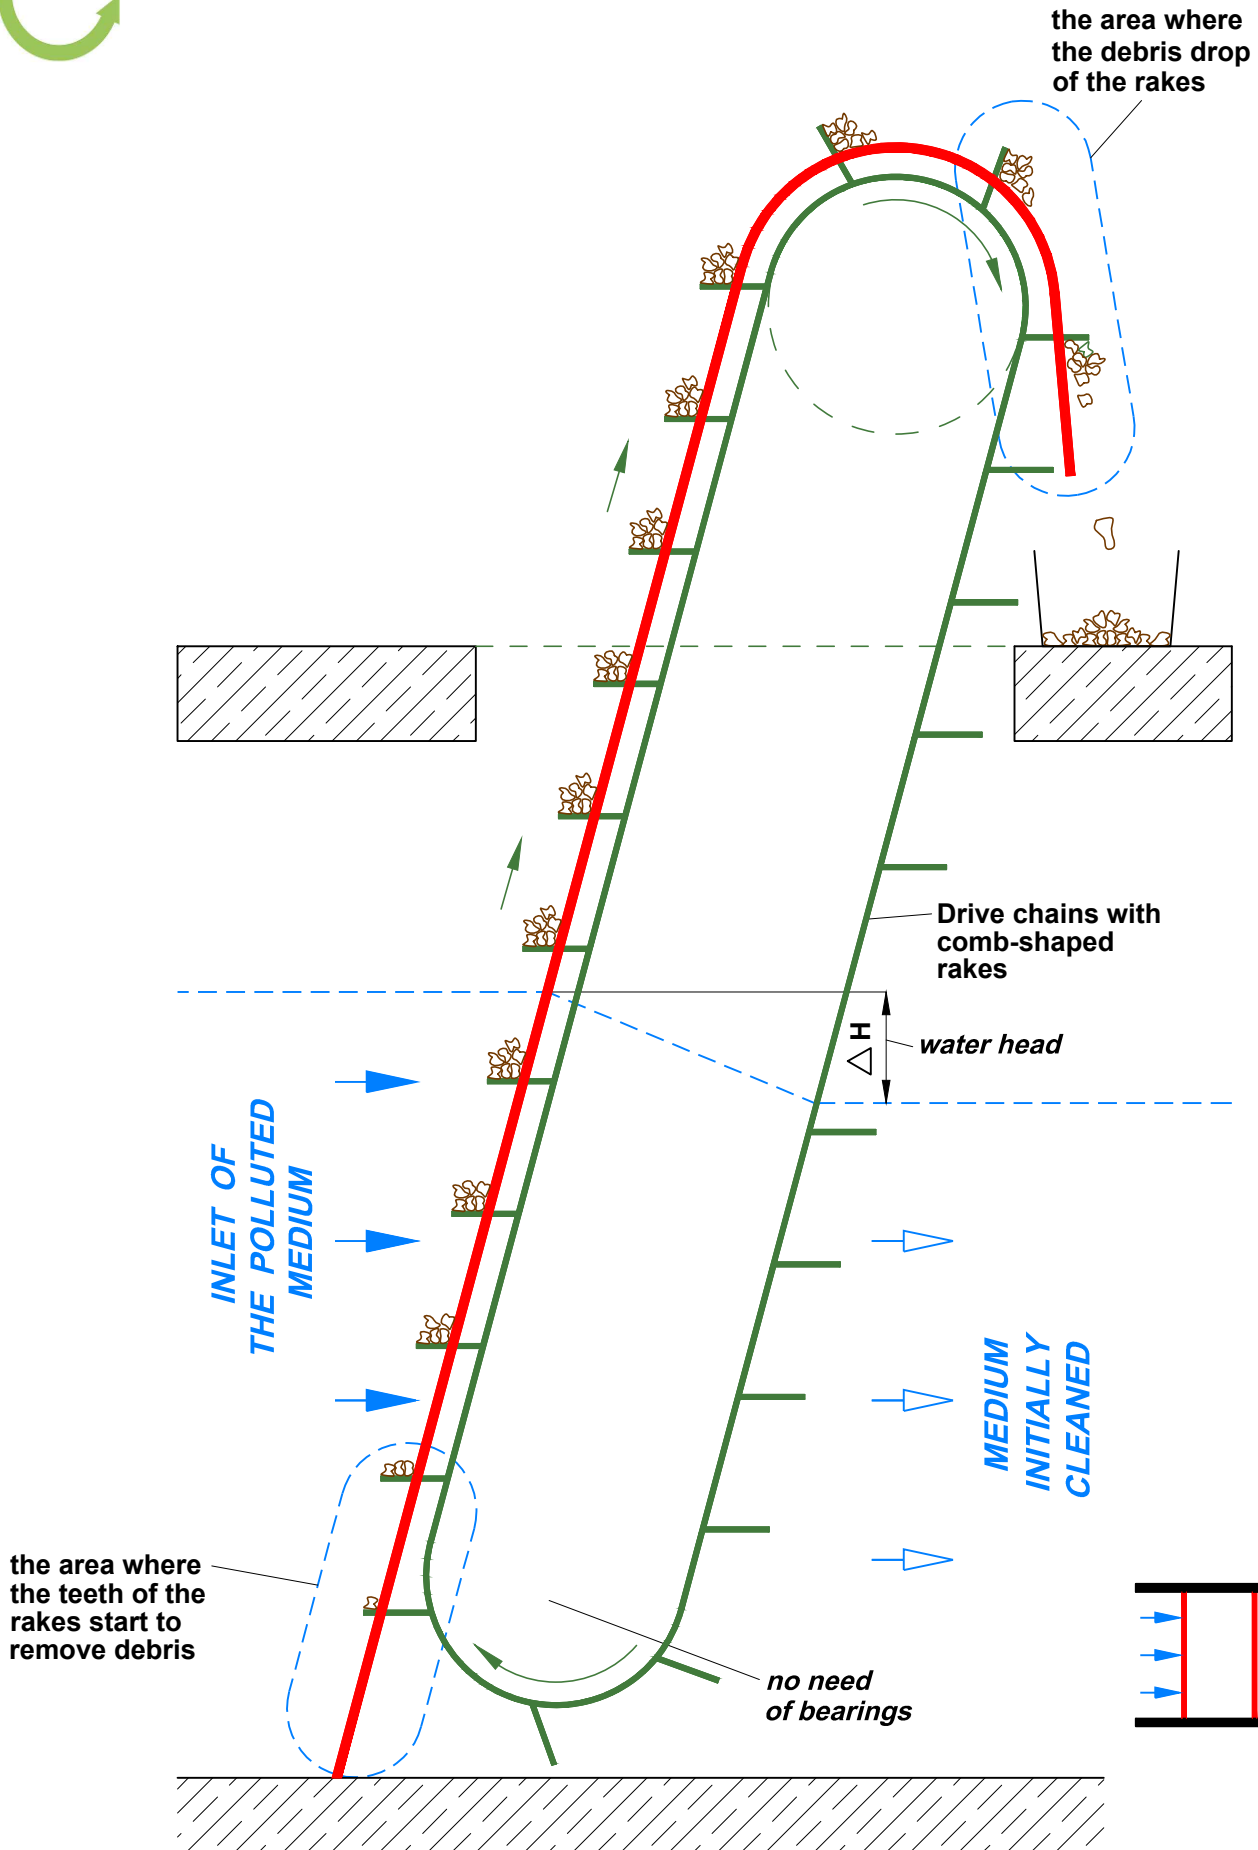 the area where
the debris drop
of the rakes
Drive chains with
comb-shaped
rakes
△ H
water head
INLET OF
THE POLLUTED
MEDIUM
MEDIUM
INITIALLY
CLEANED
the area where
the teeth of the
rakes start to
remove debris
no need
of bearings